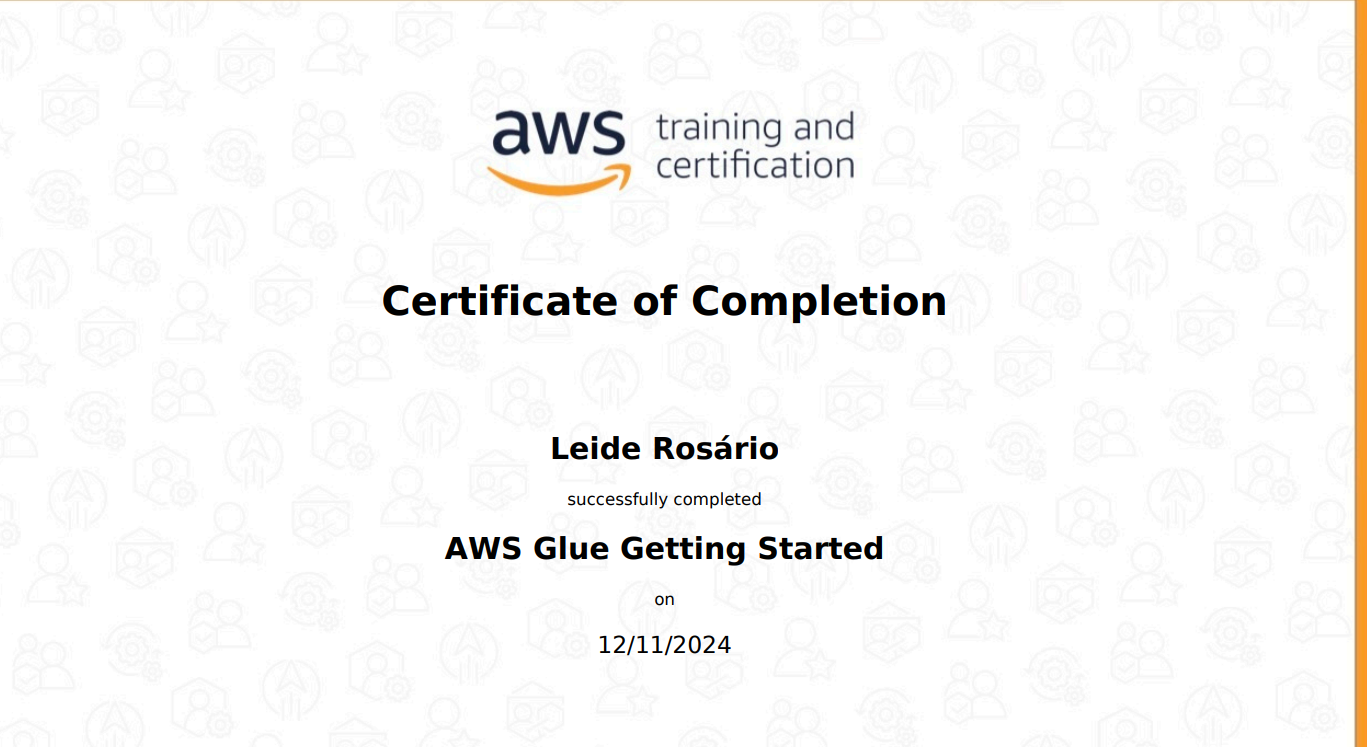 aws training and
certification
Certificate of Completion
Leide Rosário
successfully completed
AWS Glue Getting Started
on
12/11/2024